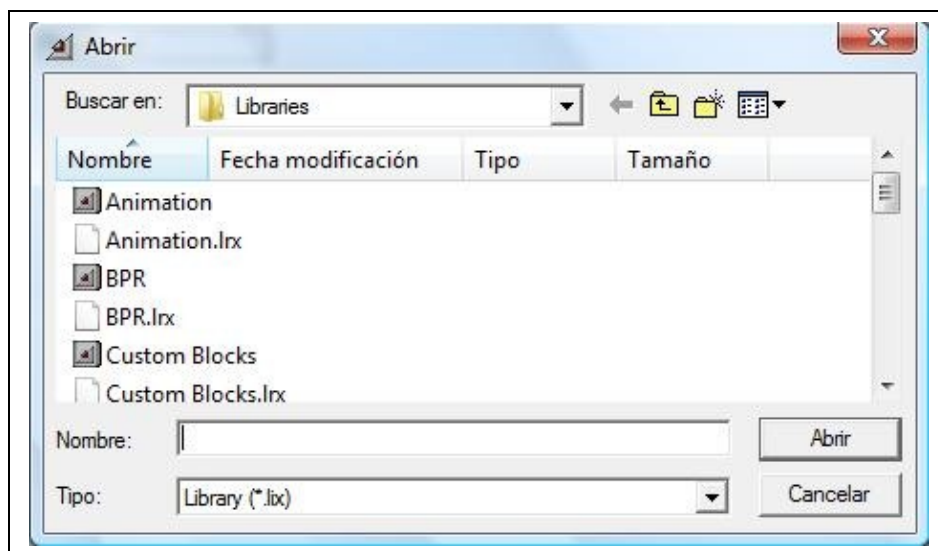 Abrir
Buscar en: Libraries
Nombre Fecha modificación Tipo Tamaño
Animation
Animation.lrx
BPR
BPR.lrx
Custom Blocks
Custom Blocks.lrx
Nombre: Abrir
Tipo: Library (*.lix) Cancelar